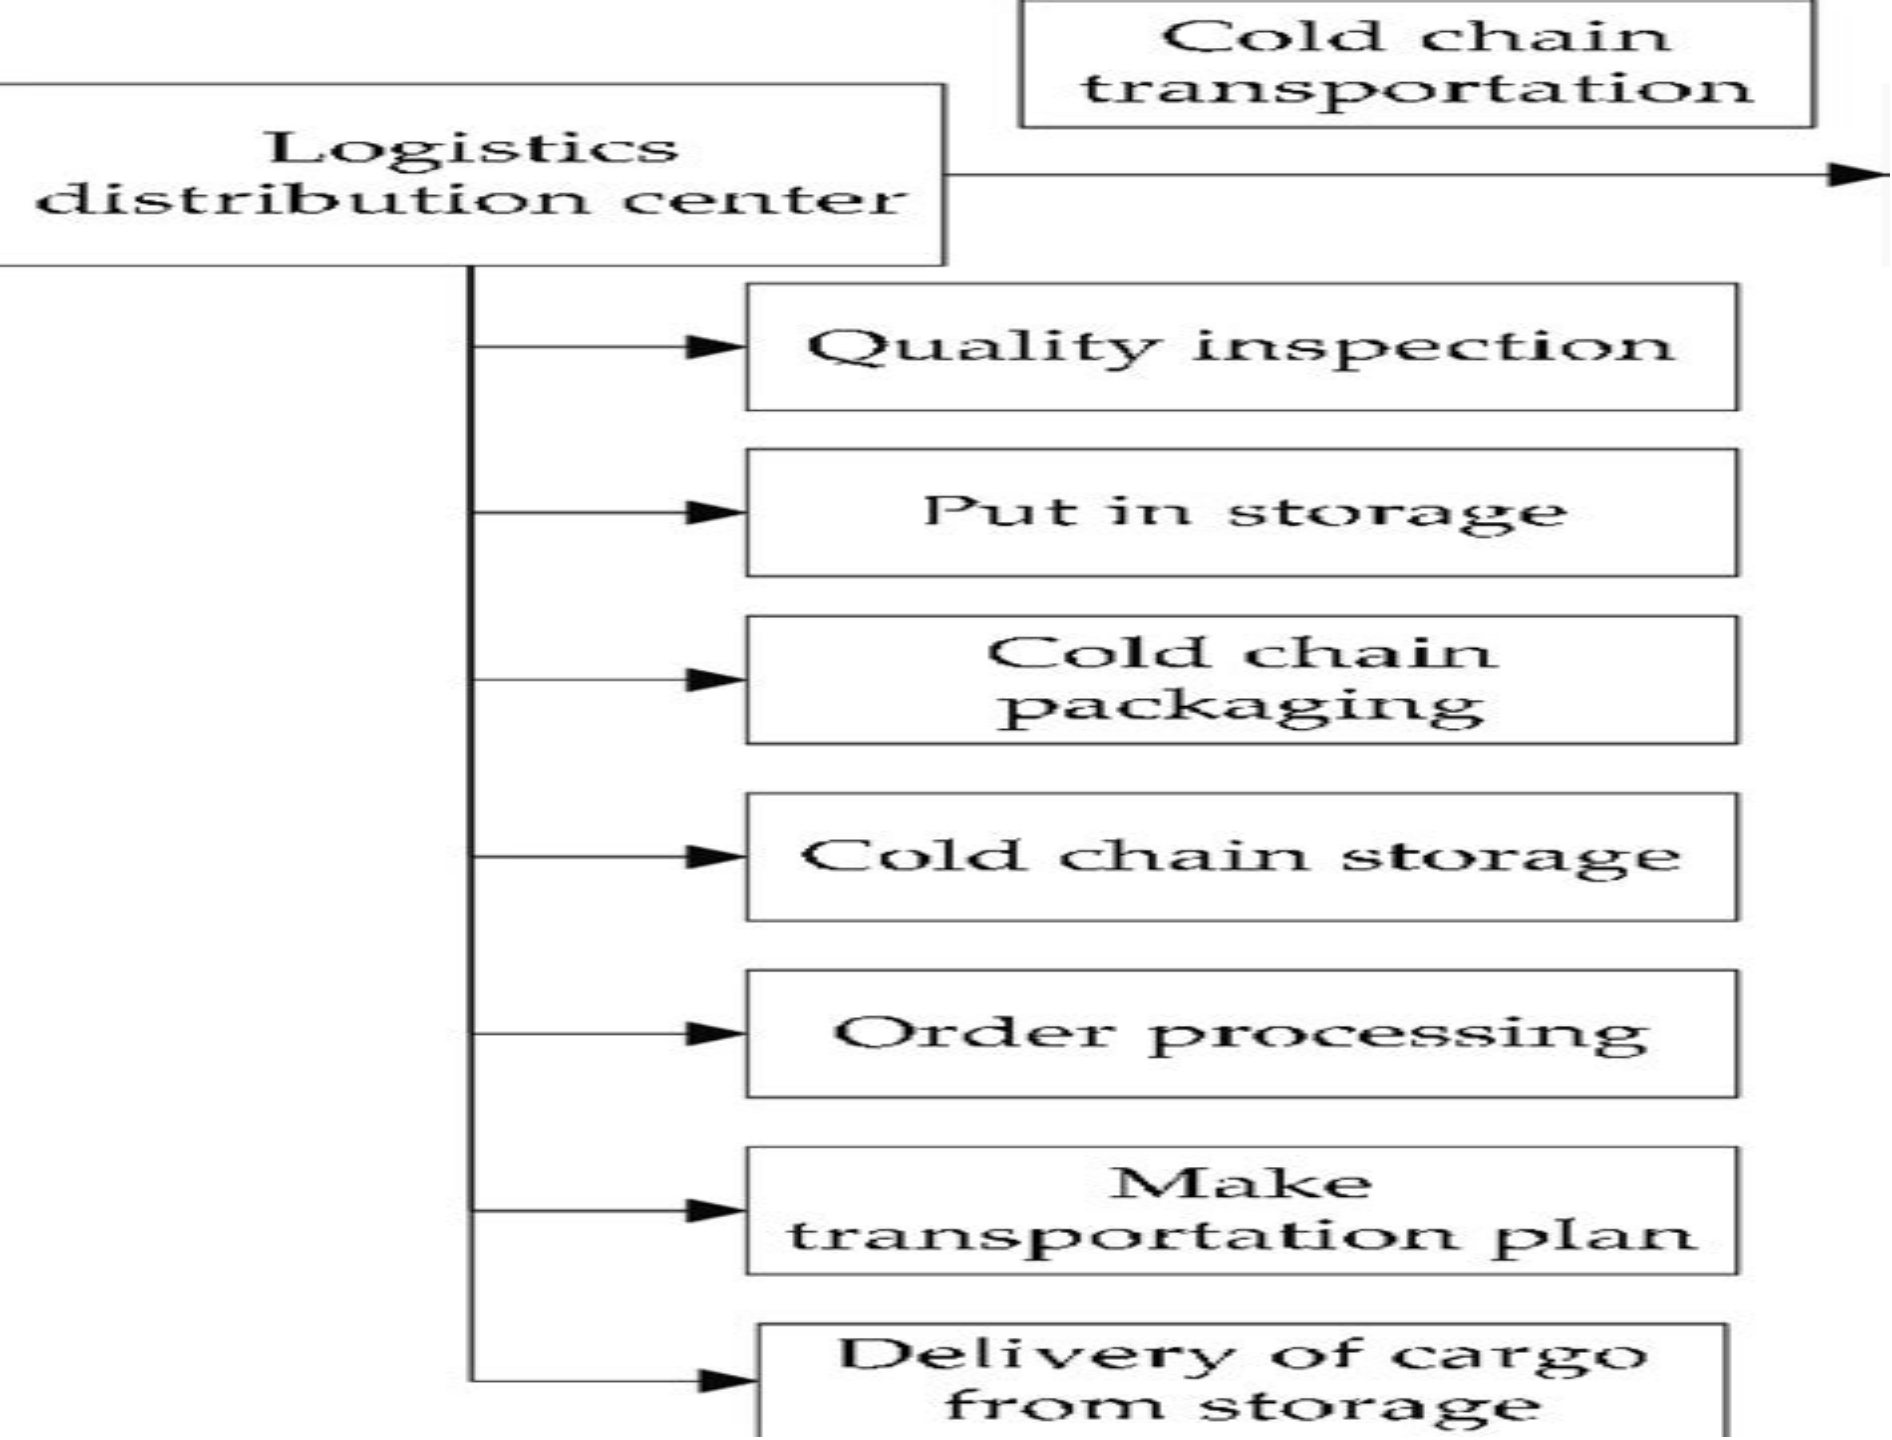 Cold chain
transportation
Logistics
distribution center
Quality inspection
Put in storage
Cold chain
packaging
Cold chain storage
Order processing
Make
transportation plan
Delivery of cargo
from storage